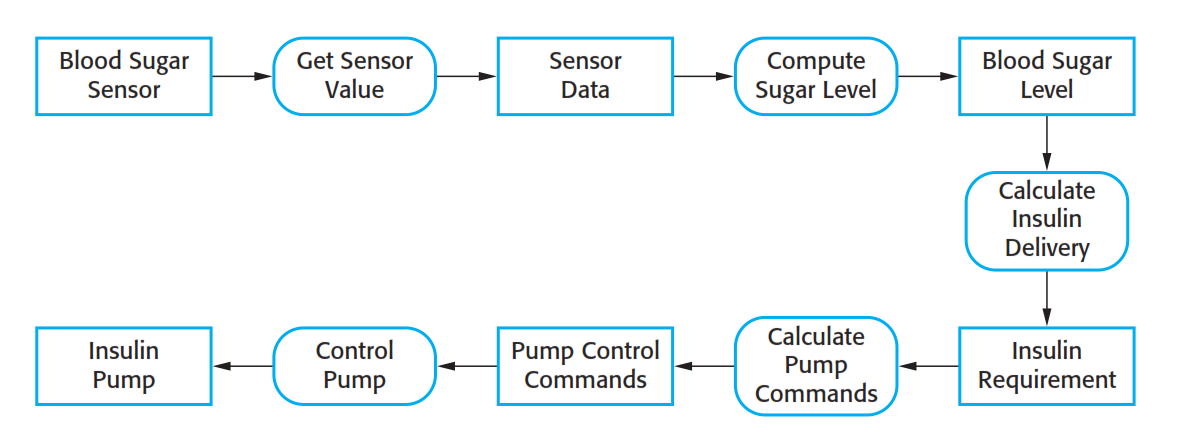 Blood Sugar
Sensor
Get Sensor
Value
Sensor
Data
Compute
Sugar Level
Blood Sugar
Level
Calculate
Insulin
Delivery
Insulin
Requirement
Calculate
Pump
Commands
Pump Control
Commands
Control
Pump
Insulin
Pump